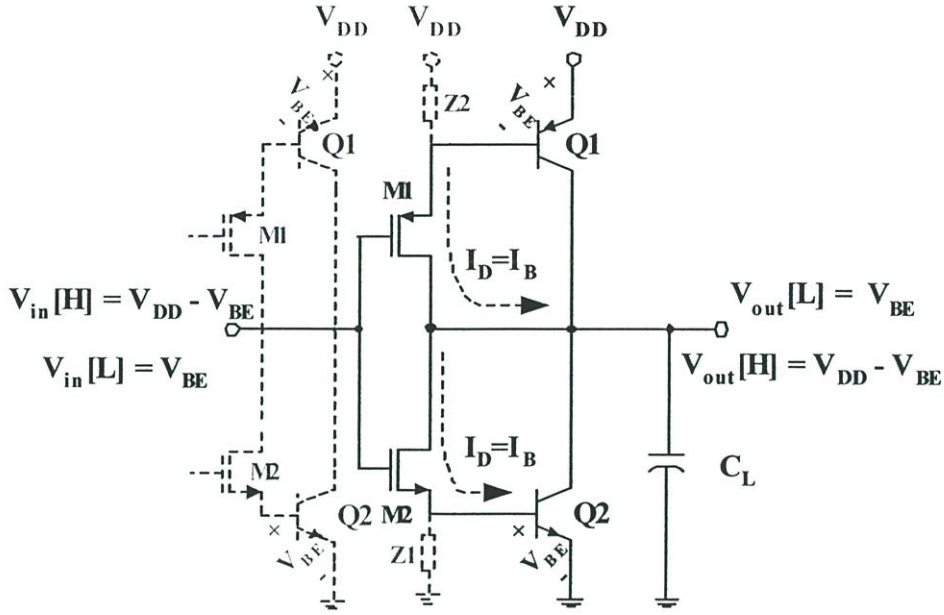 V_DD V_DD V_DD
V_BE Z2 V_BE
Q1 Q1
M1
M1
I_D=I_B
V_in[H] = V_DD - V_BE
V_out[L] = V_BE
V_in[L] = V_BE
V_out[H] = V_DD - V_BE
I_D=I_B
M2
C_L
Q2 M2 Q2
V_BE Z1 V_BE